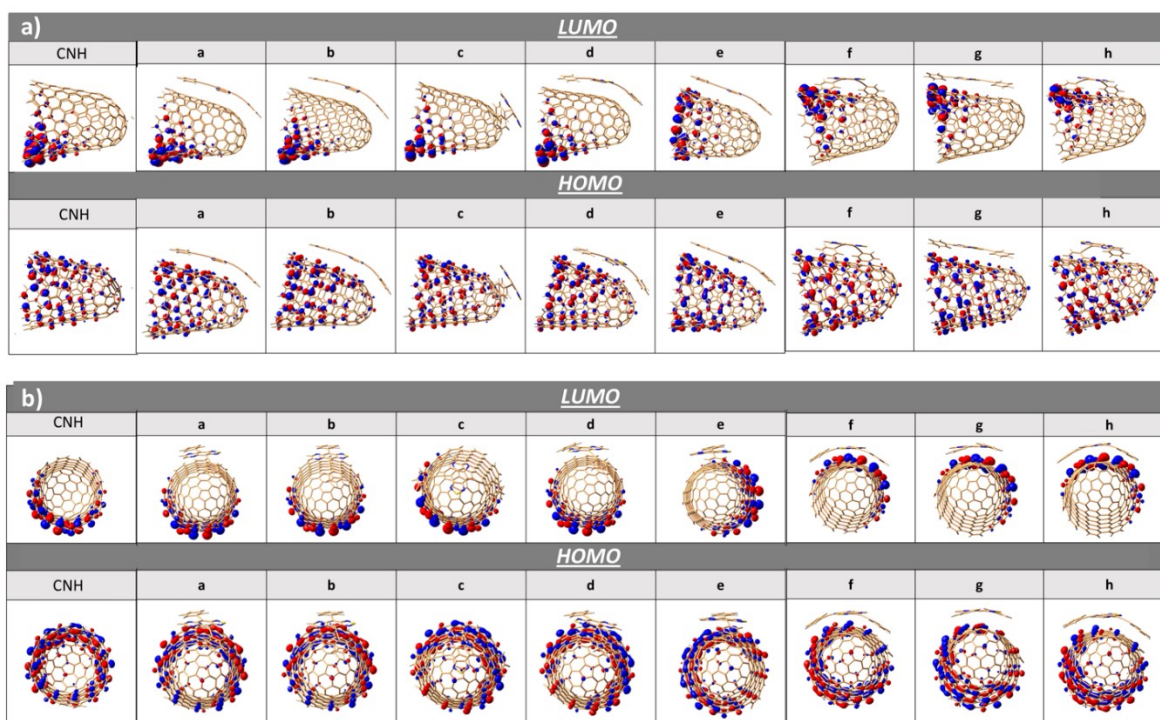 a)
LUMO
CNH a b c d e f g h
HOMO
CNH a b c d e f g h
b)
LUMO
CNH a b c d e f g h
HOMO
CNH a b c d e f g h